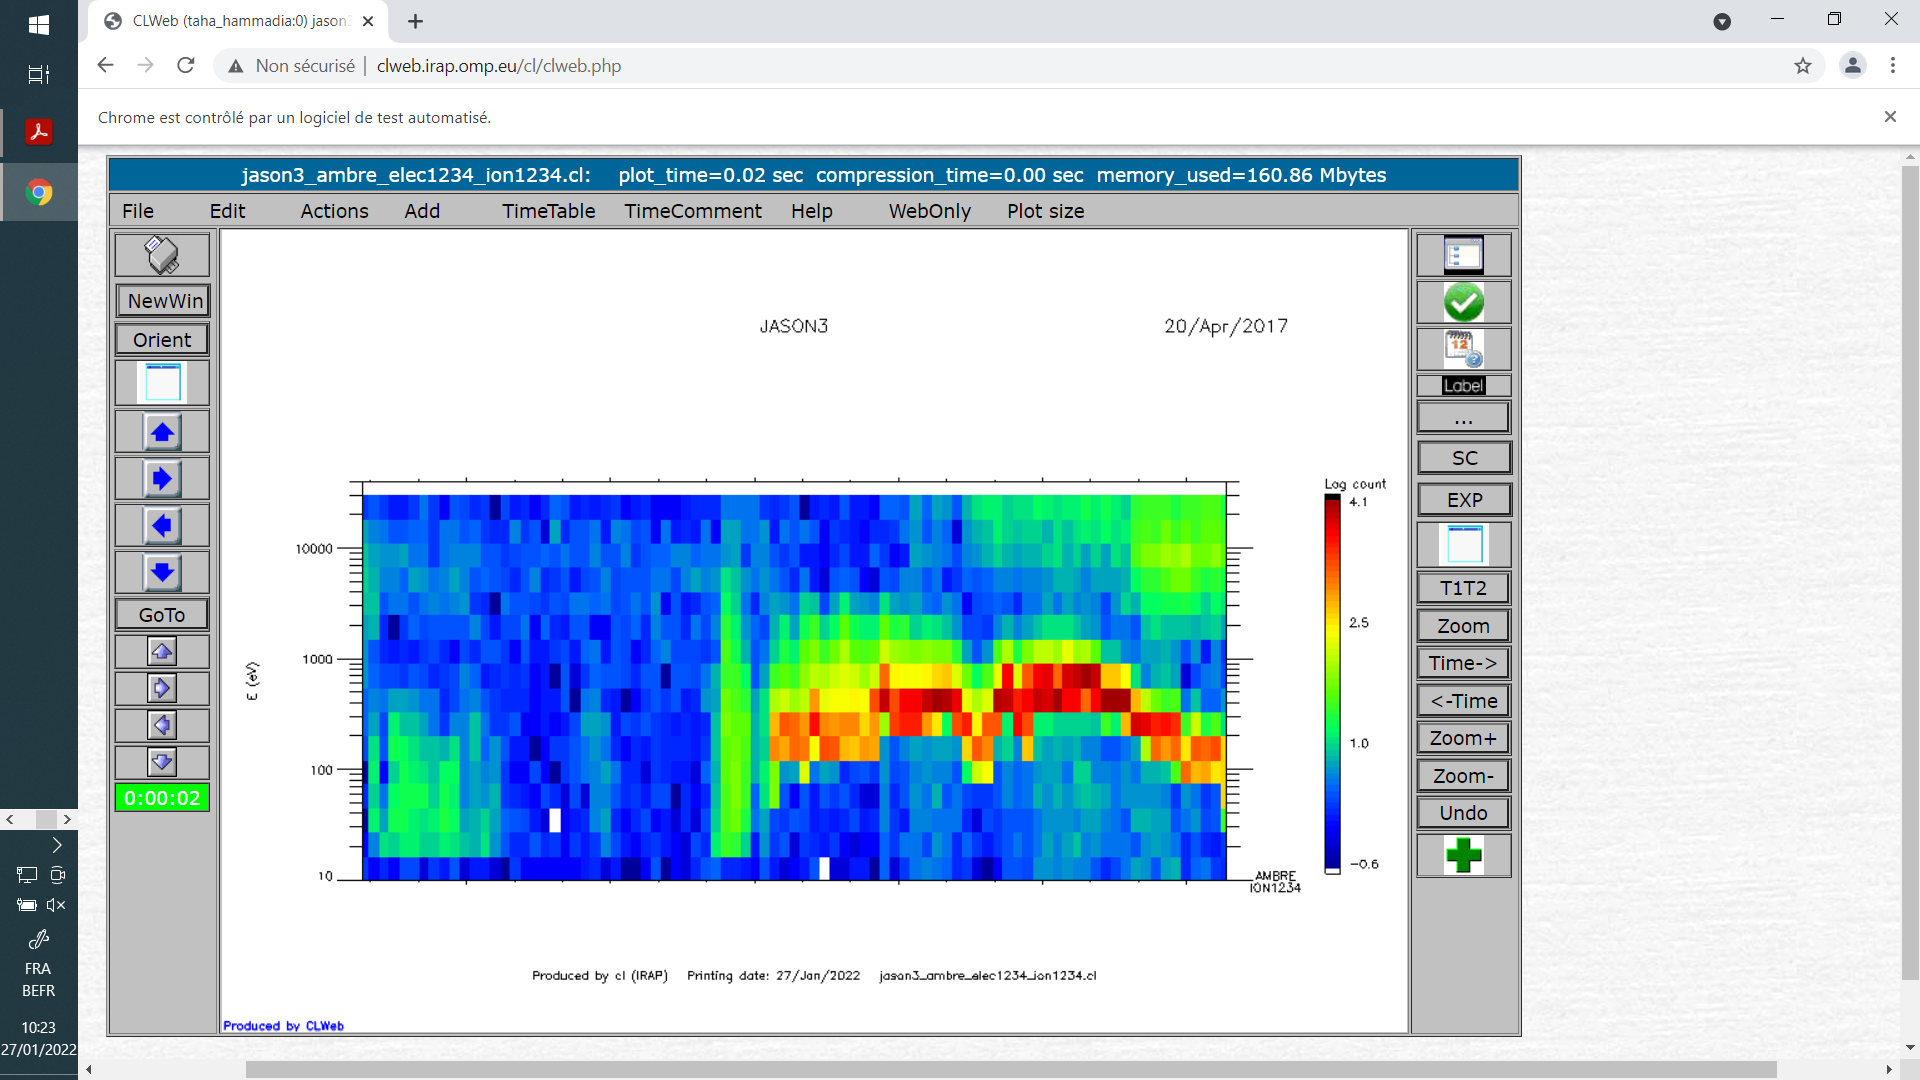 CLWeb (taha_hammadia:0) jason3
Non sécurisé | clweb.irap.omp.eu/cl/clweb.php
Chrome est contrôlé par un logiciel de test automatisé.
jason3_ambre_elec1234_ion1234.cl: plot_time=0.02 sec compression_time=0.00 sec memory_used=160.86 Mbytes
File Edit Actions Add TimeTable TimeComment Help WebOnly Plot size
NewWin
Orient
GoTo
0:00:02
JASON3 20/Apr/2017
Log count
4.1
2.5
1.0
-0.6
10000
1000
100
10
E (eV)
AMBRE
ION1234
Produced by cl (IRAP) Printing date: 27/Jan/2022 jason3_ambre_elec1234_ion1234.cl
Produced by CLWeb
12
Label
...
SC
EXP
T1T2
Zoom
Time->
<-Time
Zoom+
Zoom-
Undo
FRA
BEFR
10:23
27/01/2022